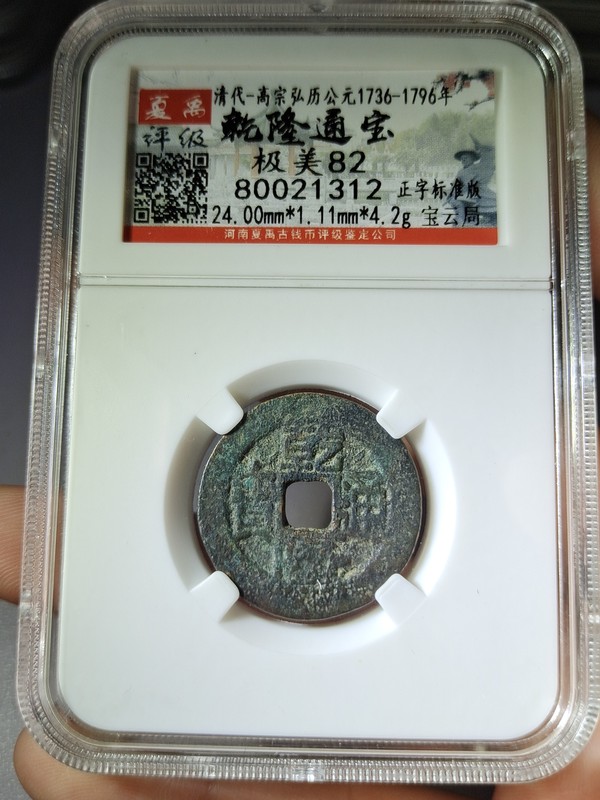 清代-高宗弘历公元1736-1796年
夏禹
评级
乾隆通宝
极美82
80021312 正字标准版
24.00mm*1.11mm*4.2g 宝云局
河南夏禹古钱币评级鉴定公司